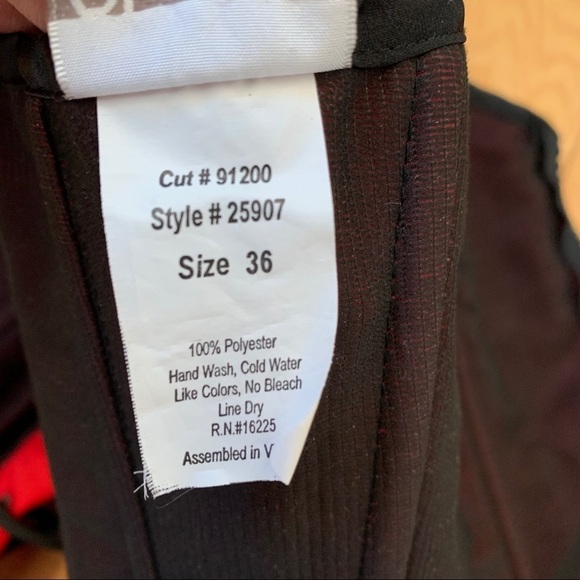 Cut # 91200
Style # 25907
Size 36
100% Polyester
Hand Wash, Cold Water
Like Colors, No Bleach
Line Dry
R.N.#16225
Assembled in V